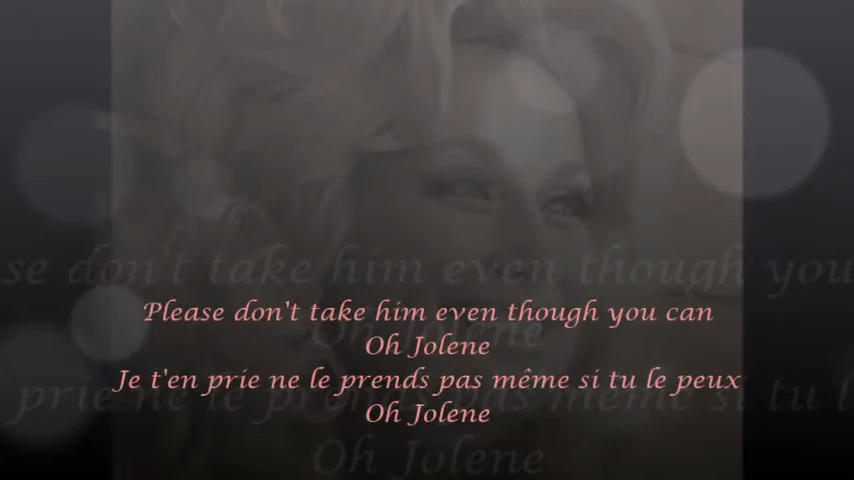 se don't take him even though you
Please don't take him even though you can
Oh Jolene
Je t'en prie ne le prends pas même si tu le peux
prie ne le prends pas même si tu l
Oh Jolene
Oh Jolene